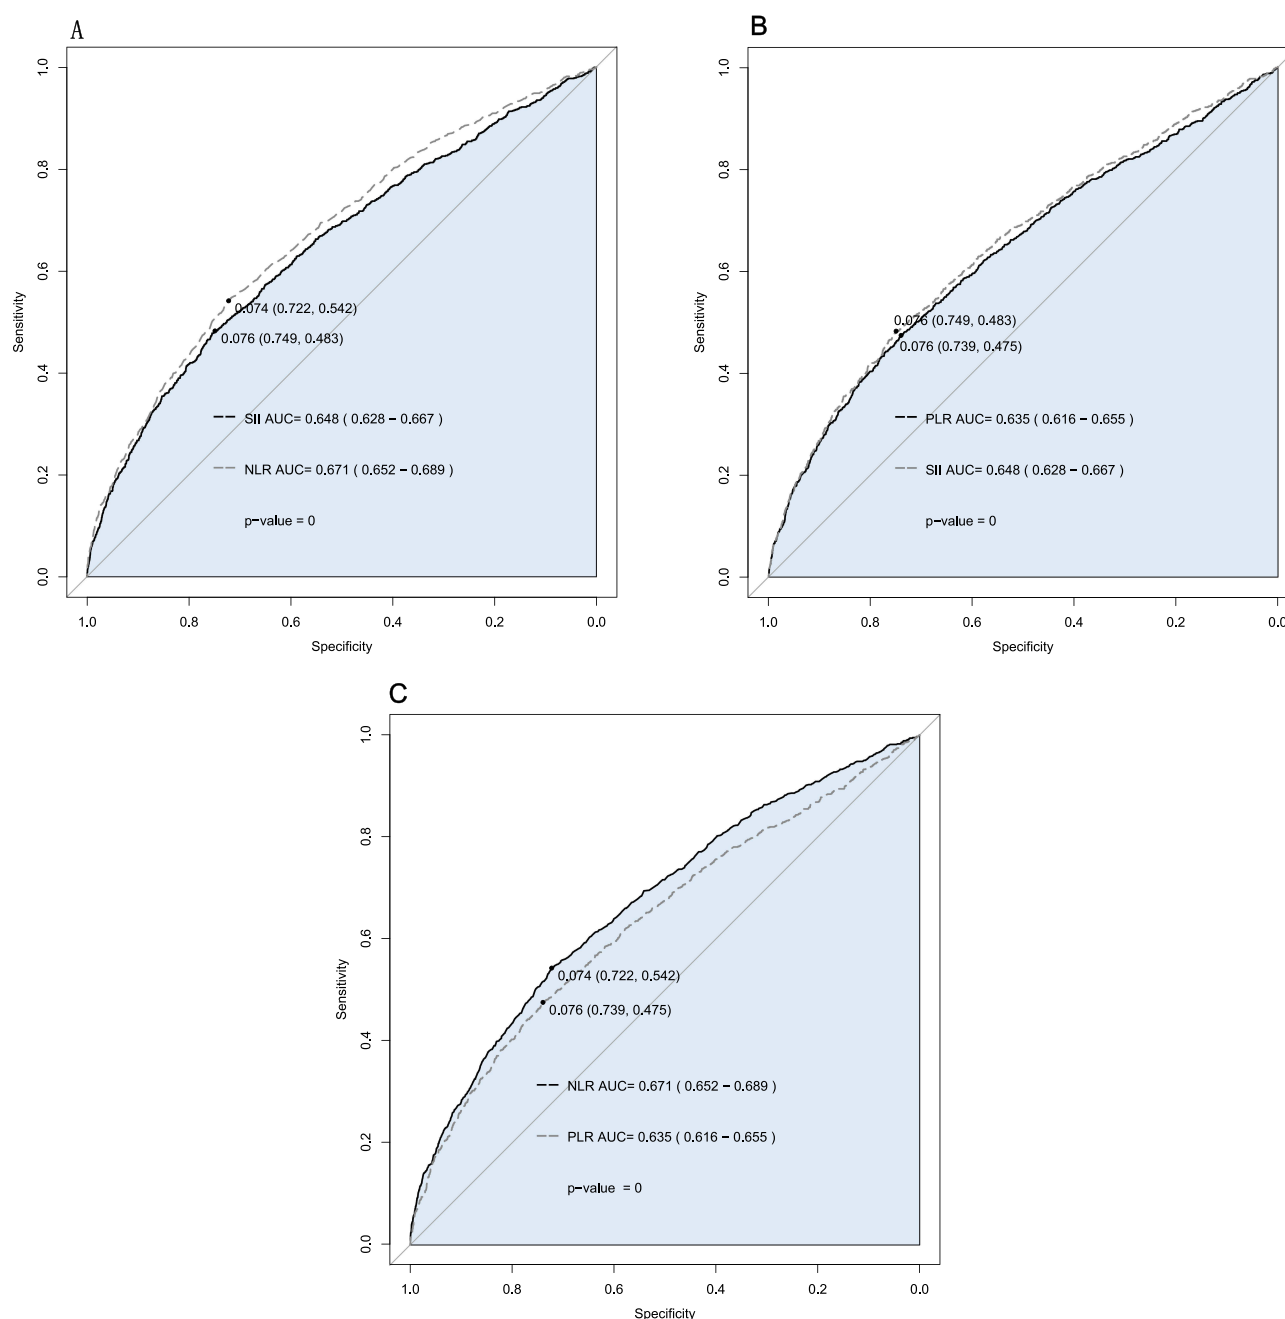 A
1.0
0.8
0.6
0.4
0.2
0.0
Sensitivity
0.074 (0.722, 0.542)
0.076 (0.749, 0.483)
SII AUC= 0.648 ( 0.628 − 0.667 )
NLR AUC= 0.671 ( 0.652 − 0.689 )
p−value = 0
1.0
0.8
0.6
0.4
0.2
0.0
Specificity
B
1.0
0.8
0.6
0.4
0.2
0.0
Sensitivity
0.076 (0.749, 0.483)
0.076 (0.739, 0.475)
PLR AUC= 0.635 ( 0.616 − 0.655 )
SII AUC= 0.648 ( 0.628 − 0.667 )
p−value = 0
1.0
0.8
0.6
0.4
0.2
0.0
Specificity
C
1.0
0.8
0.6
0.4
0.2
0.0
Sensitivity
0.074 (0.722, 0.542)
0.076 (0.739, 0.475)
NLR AUC= 0.671 ( 0.652 − 0.689 )
PLR AUC= 0.635 ( 0.616 − 0.655 )
p−value = 0
1.0
0.8
0.6
0.4
0.2
0.0
Specificity